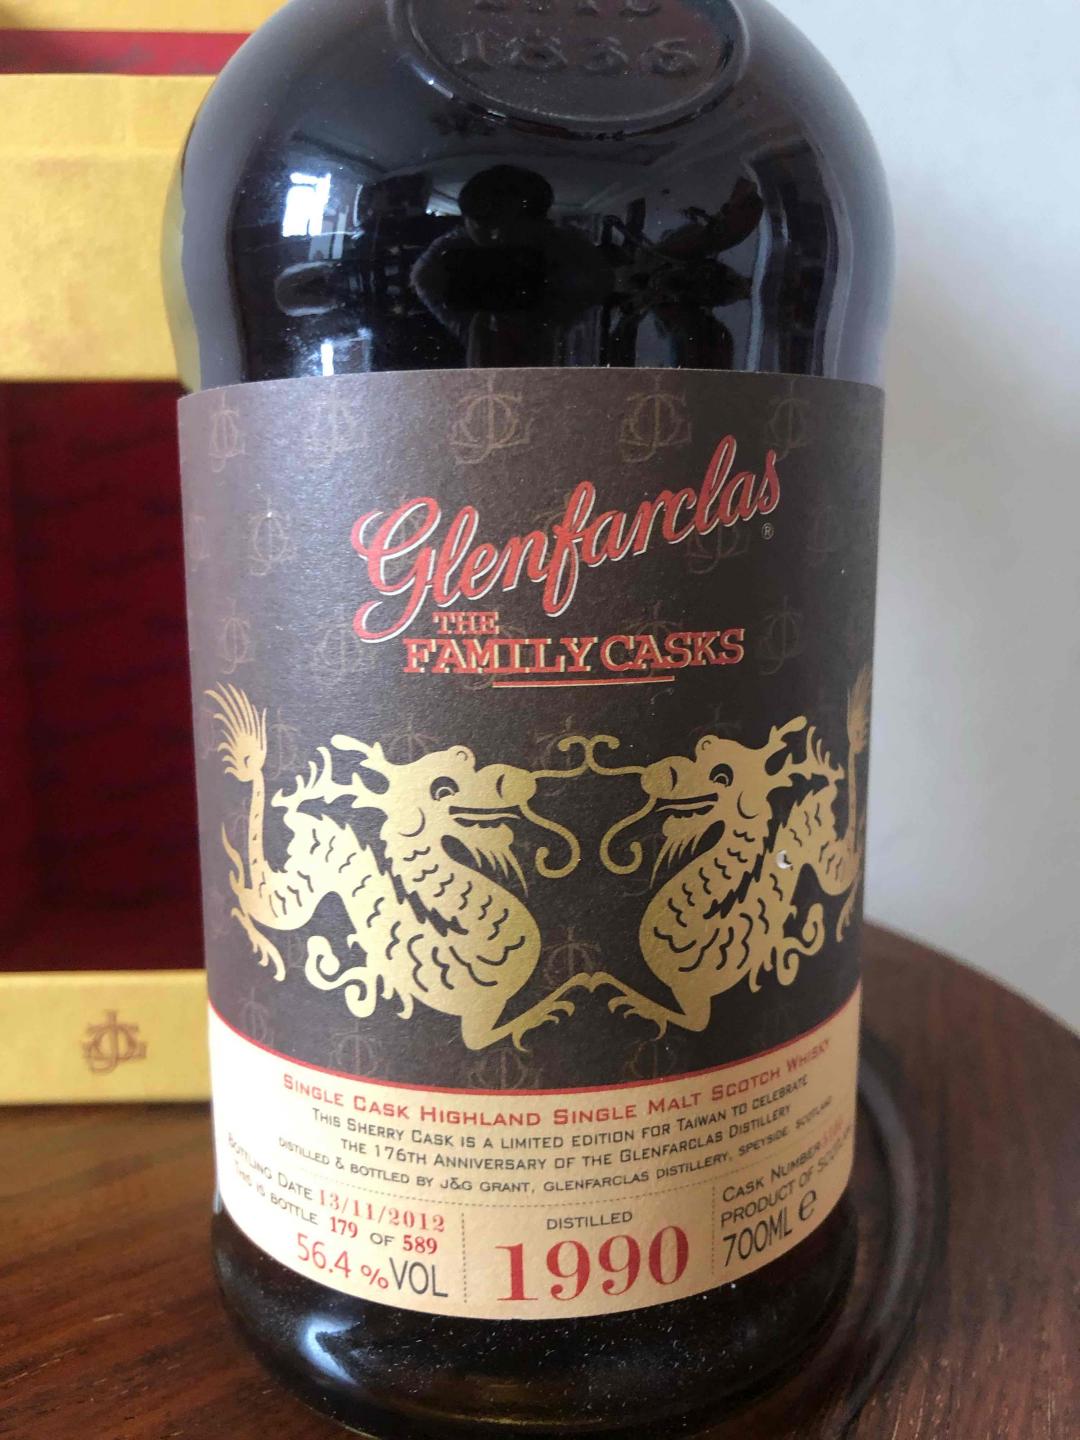 1836
Glenfarclas®
THE
FAMILY CASKS
SINGLE CASK HIGHLAND SINGLE MALT SCOTCH WHISKY
THIS SHERRY CASK IS A LIMITED EDITION FOR TAIWAN TO CELEBRATE
THE 176TH ANNIVERSARY OF THE GLENFARCLAS DISTILLERY
DISTILLED & BOTTLED BY J&G GRANT, GLENFARCLAS DISTILLERY, SPEYSIDE, SCOTLAND
BOTTLING DATE 13/11/2012
THIS IS BOTTLE 179 OF 589
56.4 %VOL
DISTILLED
1990
CASK NUMBER
PRODUCT OF SCOTLAND
700ML e